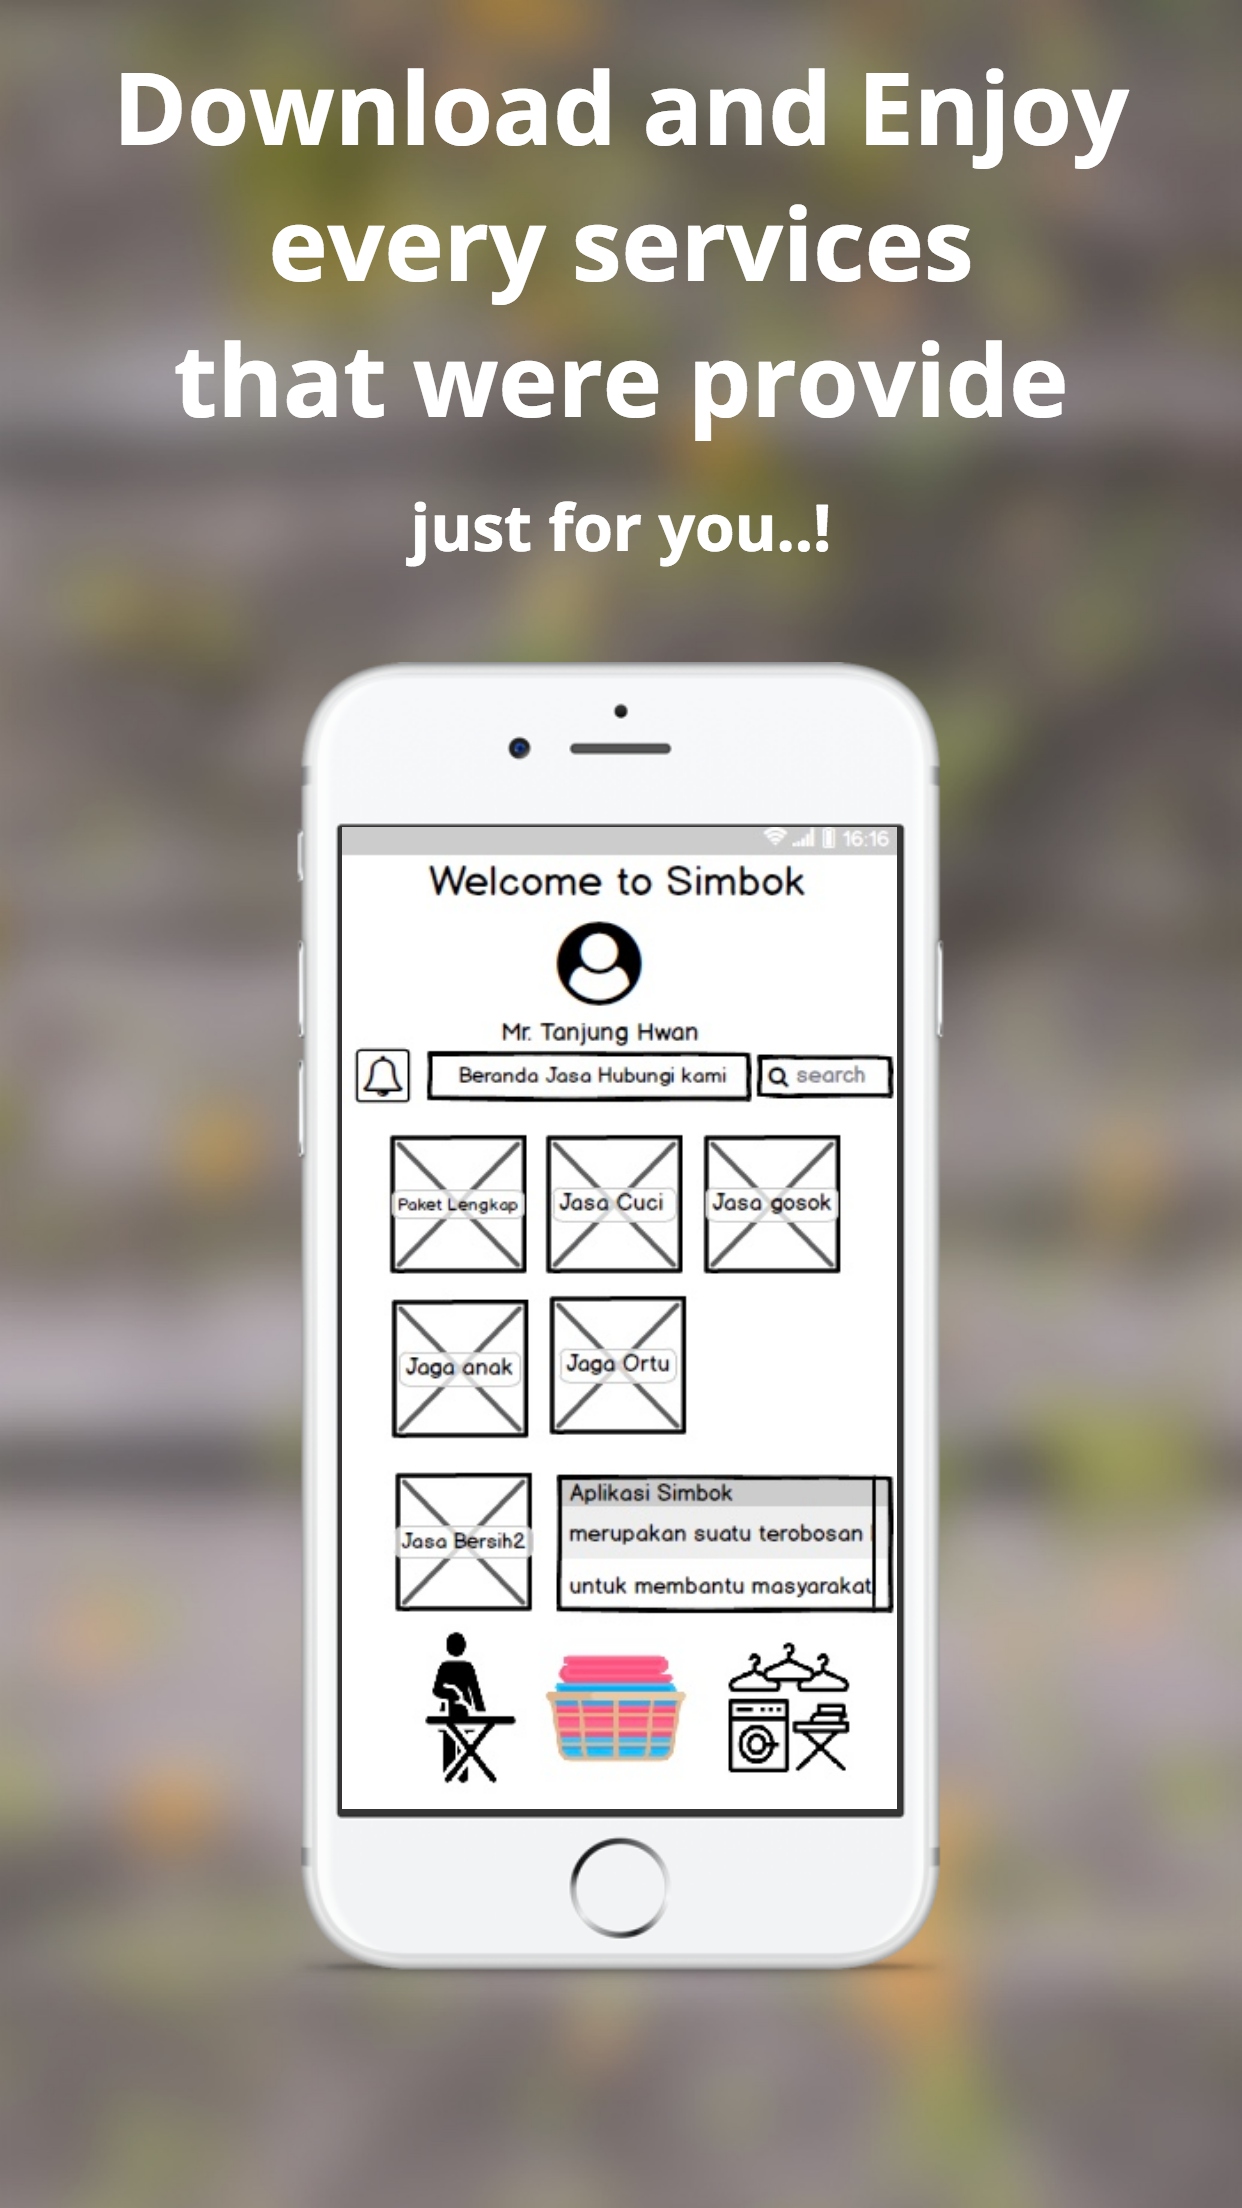 Download and Enjoy
every services
that were provide
just for you..!
16:16
Welcome to Simbok
Mr. Tanjung Hwan
Beranda Jasa Hubungi kami
search
Paket Lengkap
Jasa Cuci
Jasa gosok
Jaga anak
Jaga Ortu
Jasa Bersih2
Aplikasi Simbok
merupakan suatu terobosan
untuk membantu masyarakat